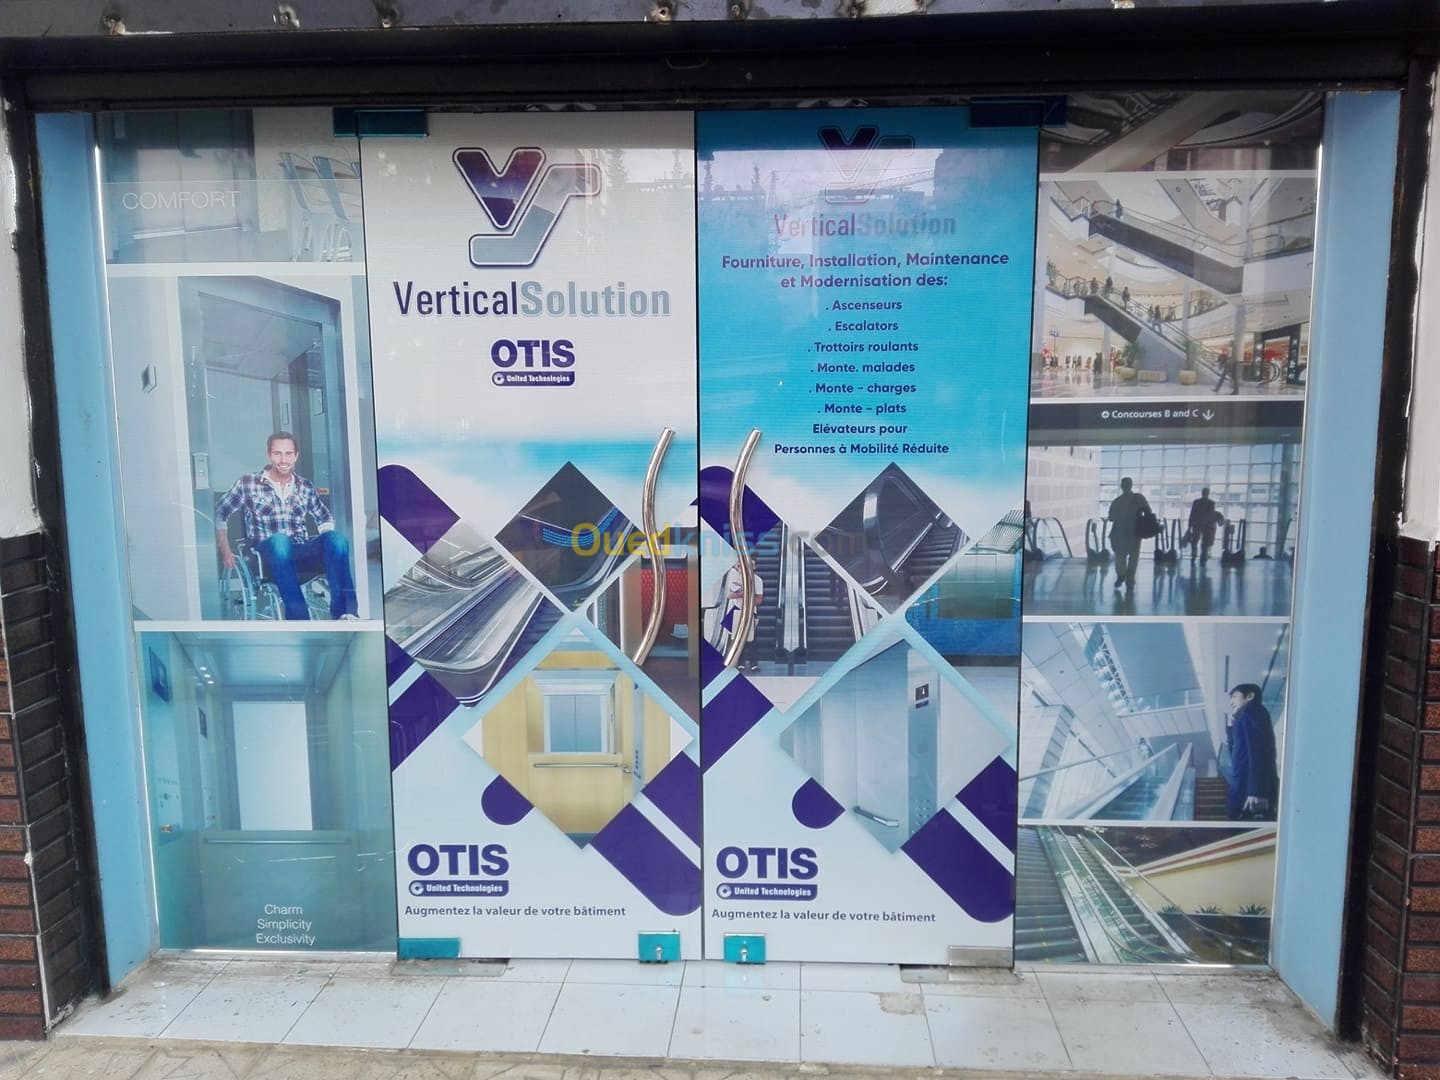 COMFORT
VS
VerticalSolution
OTIS
United Technologies
VS
VerticalSolution
Fourniture, Installation, Maintenance
et Modernisation des:
. Ascenseurs
. Escalators
. Trottoirs roulants
. Monte. malades
. Monte - charges
. Monte - plats
Elévateurs pour
Personnes à Mobilité Réduite
Concourses B and C
Ouedkniss.com
OTIS
United Technologies
Augmentez la valeur de votre bâtiment
OTIS
United Technologies
Augmentez la valeur de votre bâtiment
Charm
Simplicity
Exclusivity